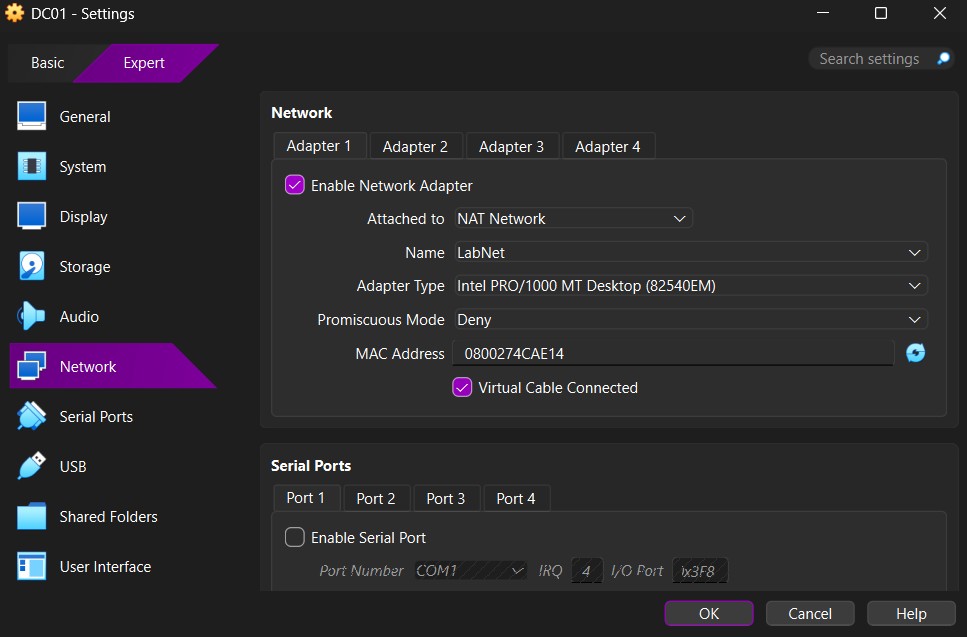 DC01 - Settings
Basic
Expert
Search settings
General
System
Display
Storage
Audio
Network
Serial Ports
USB
Shared Folders
User Interface
Network
Adapter 1 Adapter 2 Adapter 3 Adapter 4
Enable Network Adapter
Attached to NAT Network
Name LabNet
Adapter Type Intel PRO/1000 MT Desktop (82540EM)
Promiscuous Mode Deny
MAC Address 0800274CAE14
Virtual Cable Connected
Serial Ports
Port 1 Port 2 Port 3 Port 4
Enable Serial Port
Port Number COM1 IRQ 4 I/O Port 0x3F8
OK Cancel Help